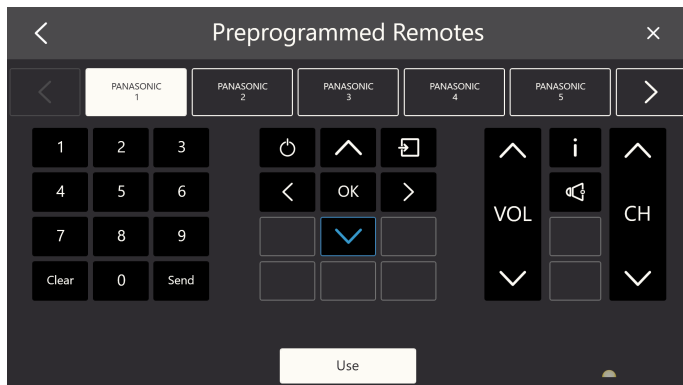 Preprogrammed Remotes
PANASONIC
1
PANASONIC
2
PANASONIC
3
PANASONIC
4
PANASONIC
5
1 2 3
4 5 6
7 8 9
Clear 0 Send
OK
VOL
i
CH
Use